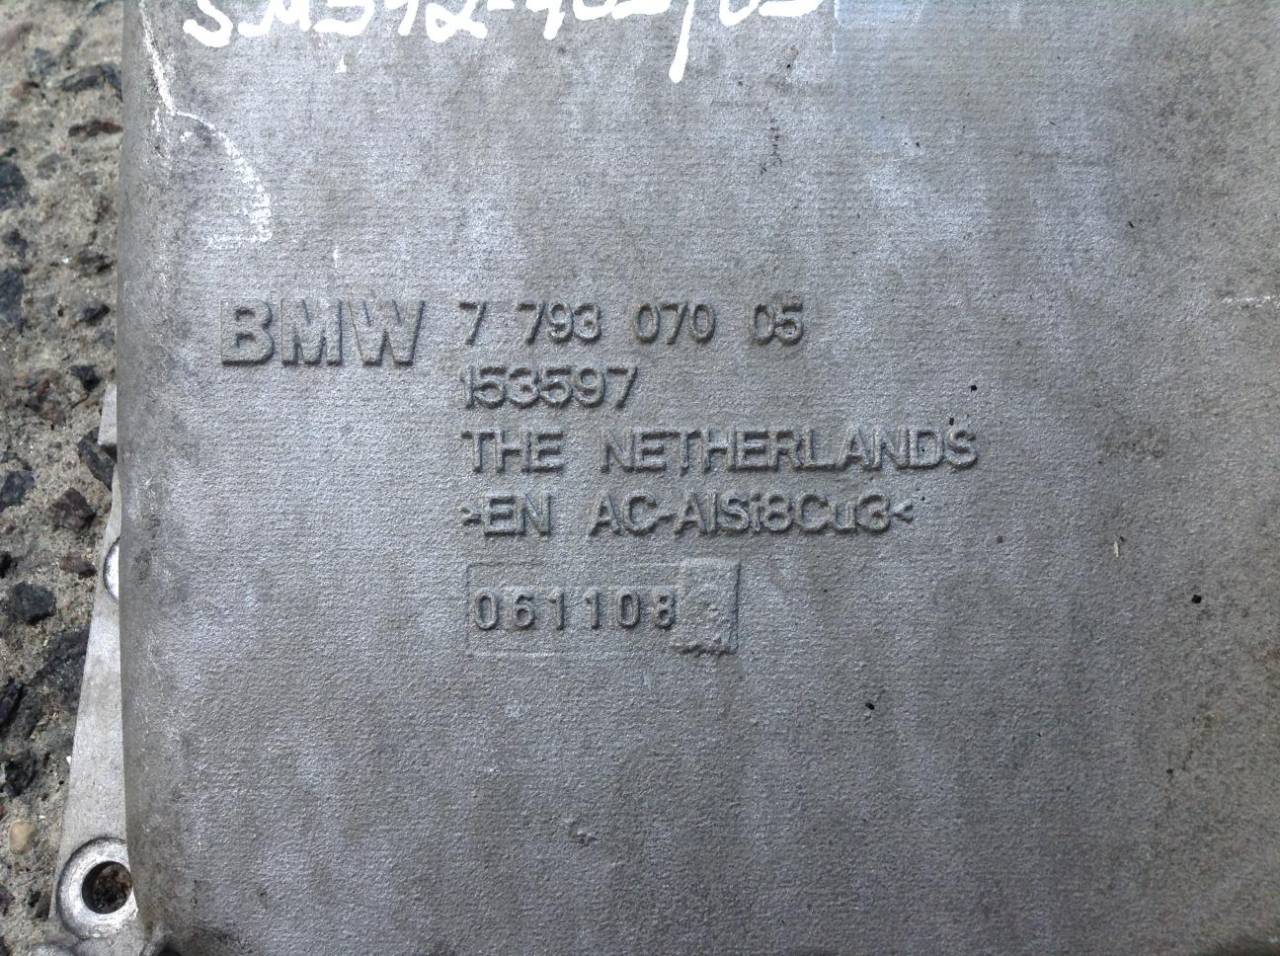 BMW 7 793 070 05
153597
THE NETHERLANDS
>EN AC-AlSi8Cu3<
061108